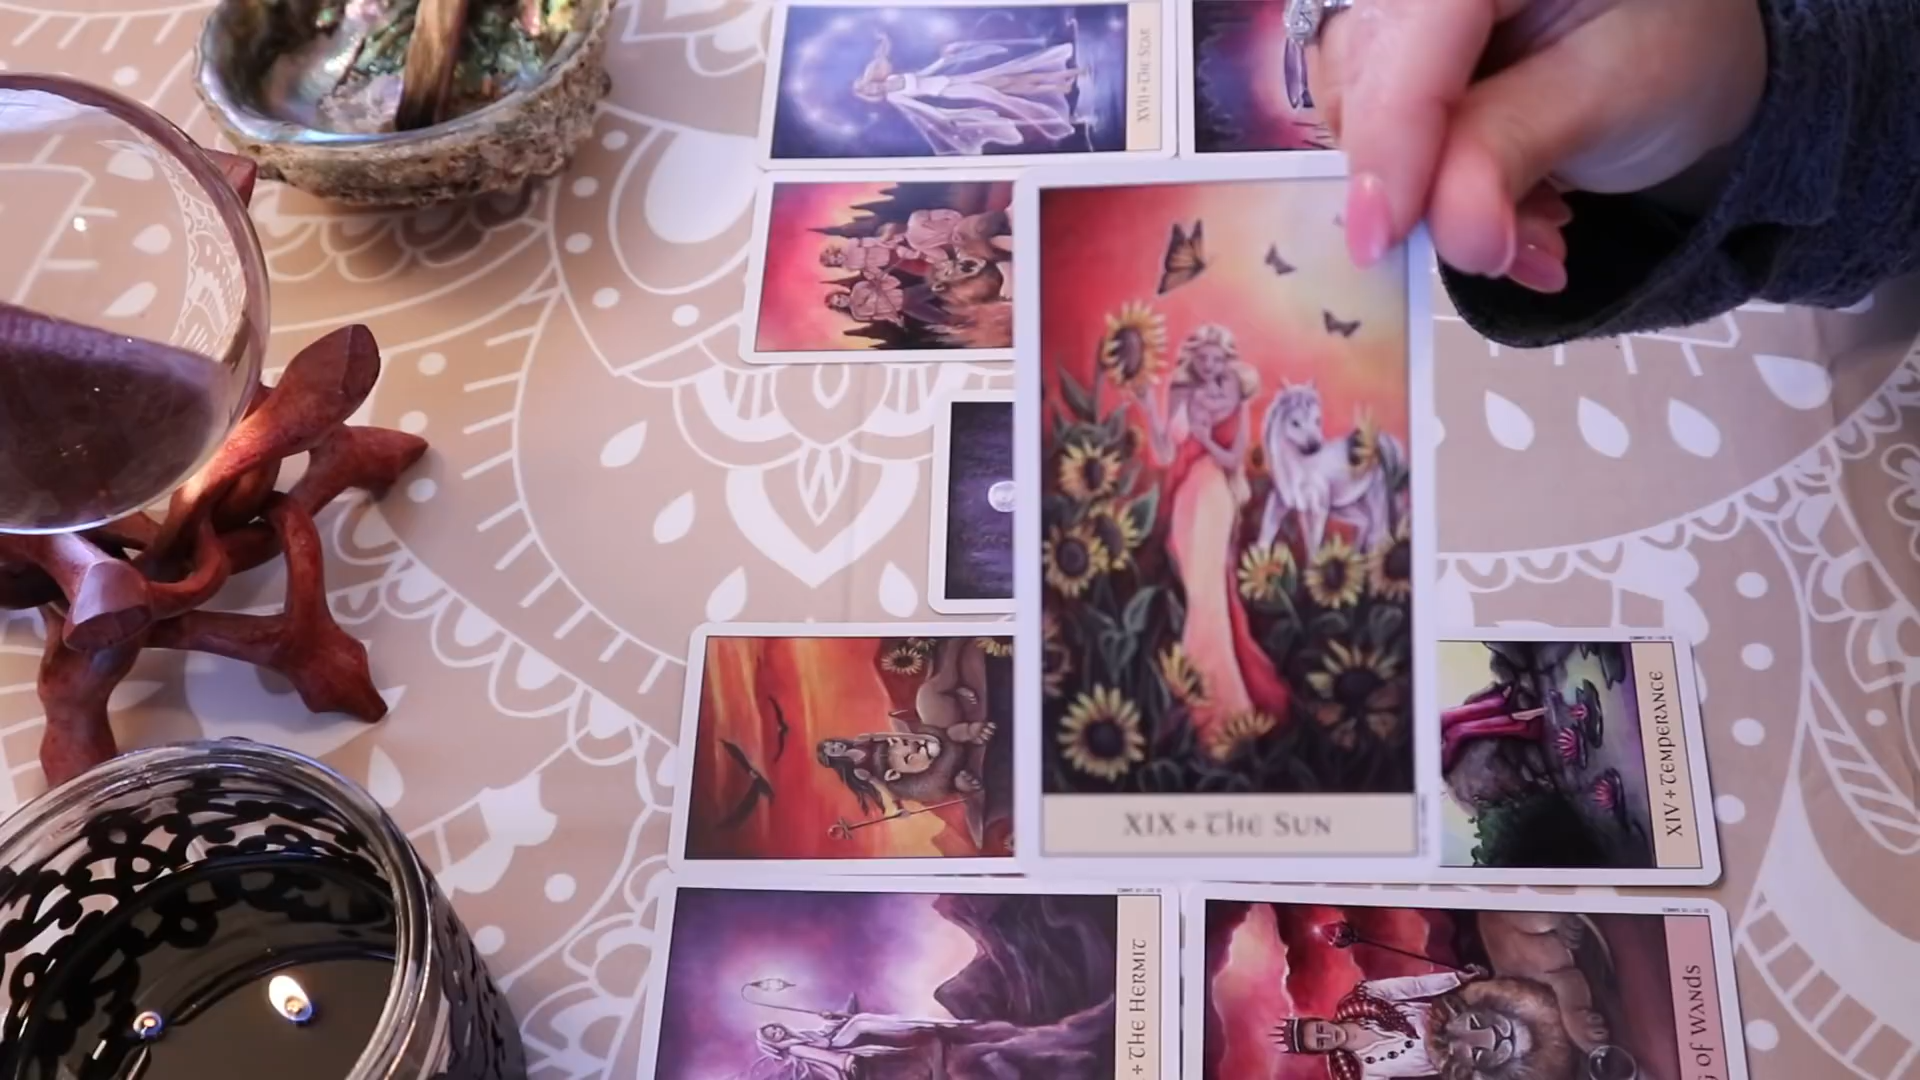 XVII + The Star
XIX + The Sun
XIV + Temperance
+ The Hermit
g of Wands